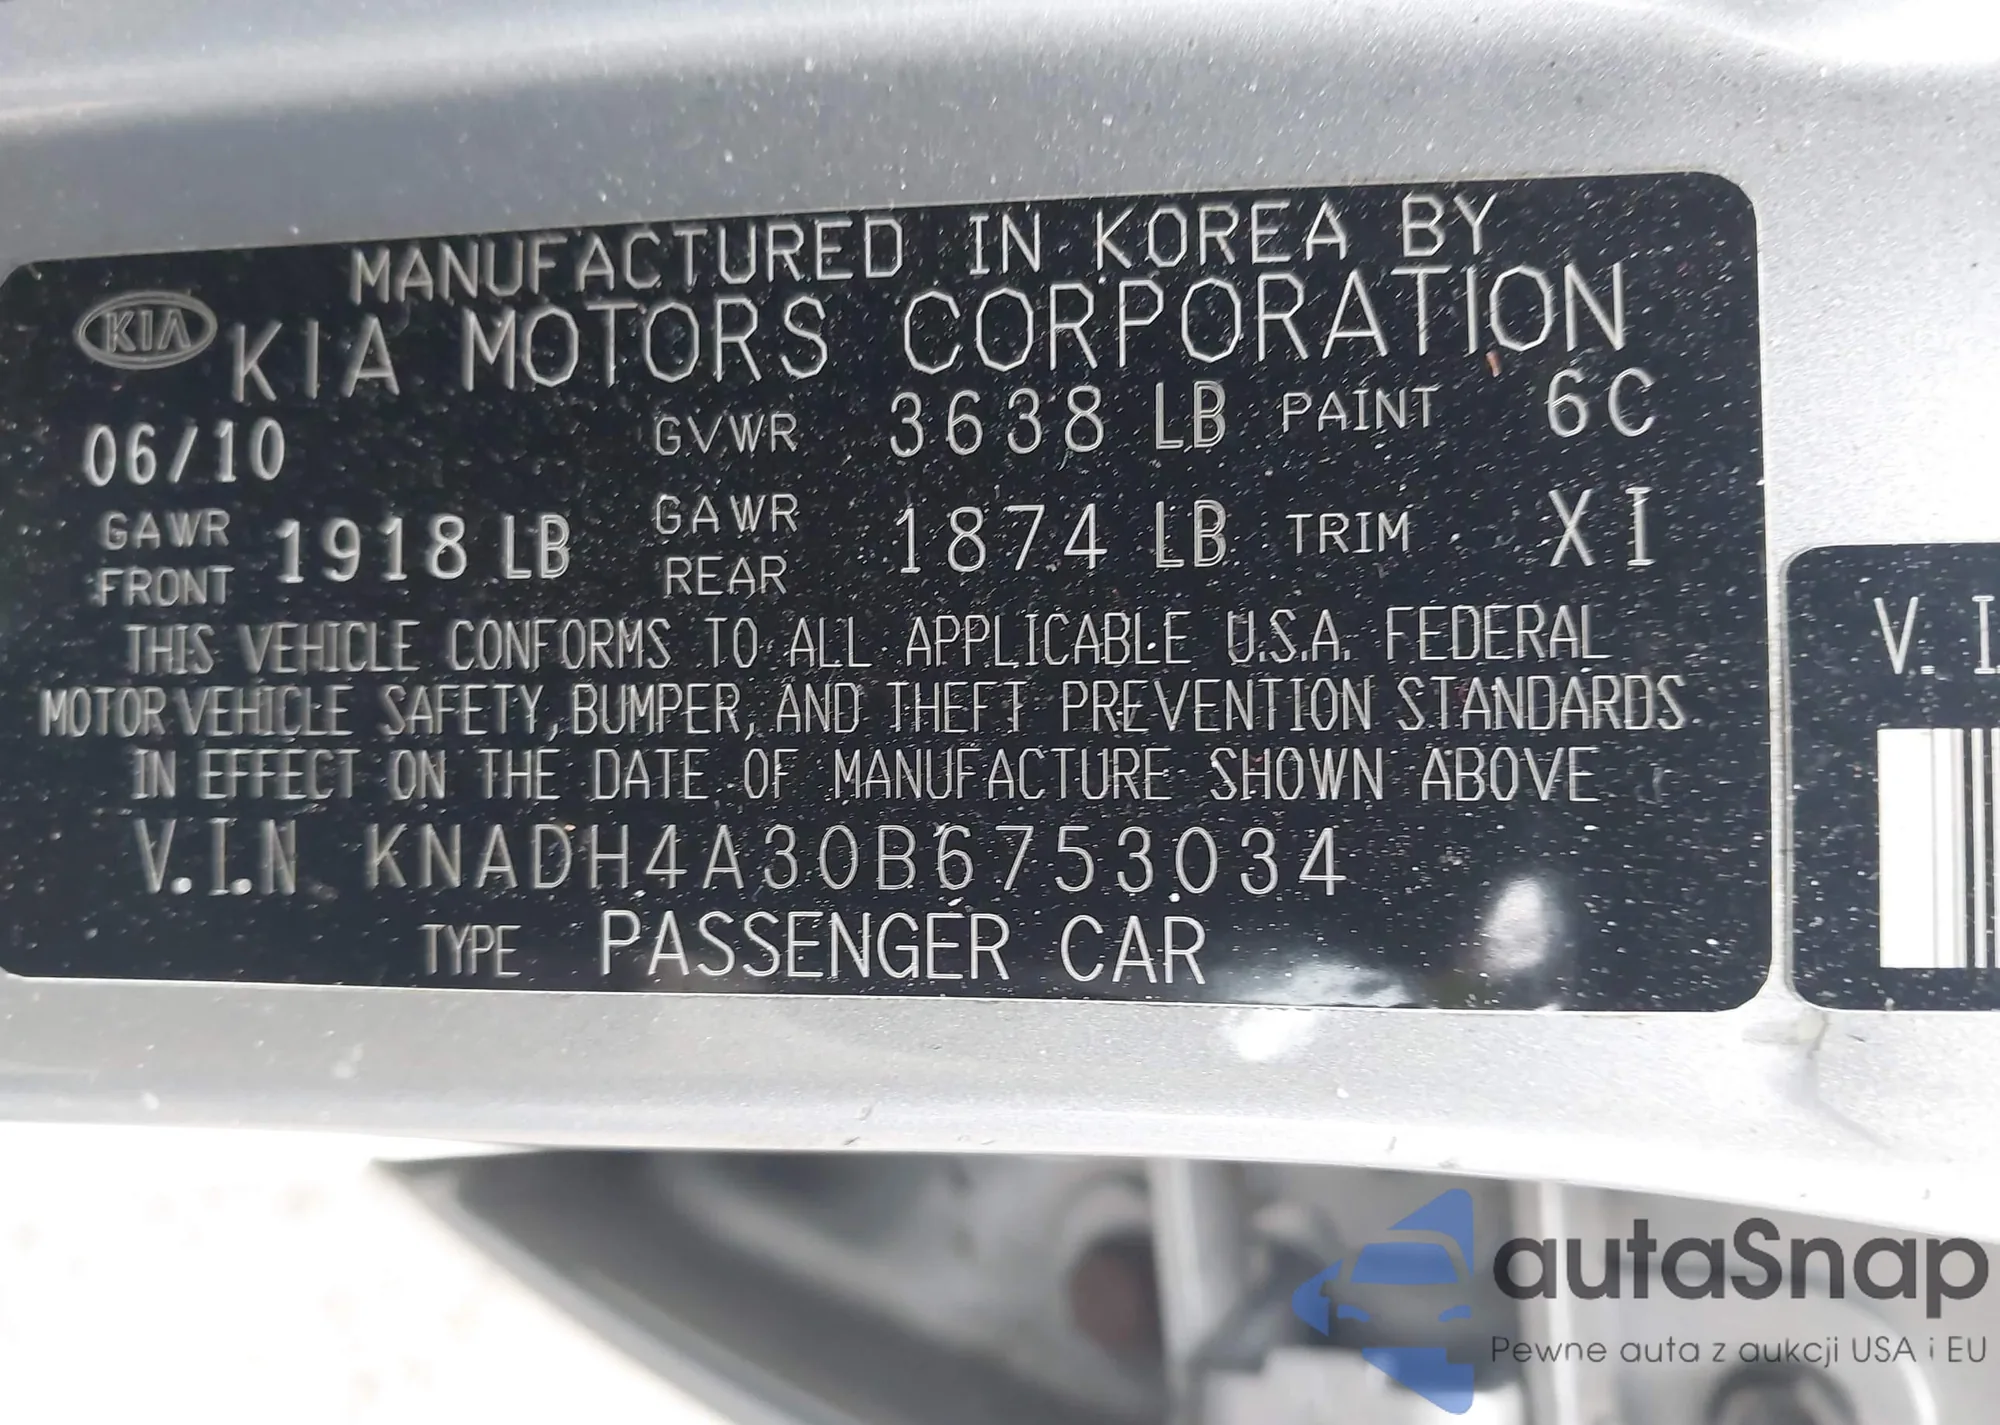 MANUFACTURED IN KOREA BY
KIA KIA MOTORS CORPORATION
06/10 GVWR 3638 LB PAINT 6C
GAWR FRONT 1918 LB GAWR REAR 1874 LB TRIM XI
THIS VEHICLE CONFORMS TO ALL APPLICABLE U.S.A. FEDERAL
MOTOR VEHICLE SAFETY, BUMPER, AND THEFT PREVENTION STANDARDS
IN EFFECT ON THE DATE OF MANUFACTURE SHOWN ABOVE
V.I.N KNADH4A30B6753034
TYPE PASSENGER CAR
V. I.
autaSnap
Pewne auta z aukcji USA i EU